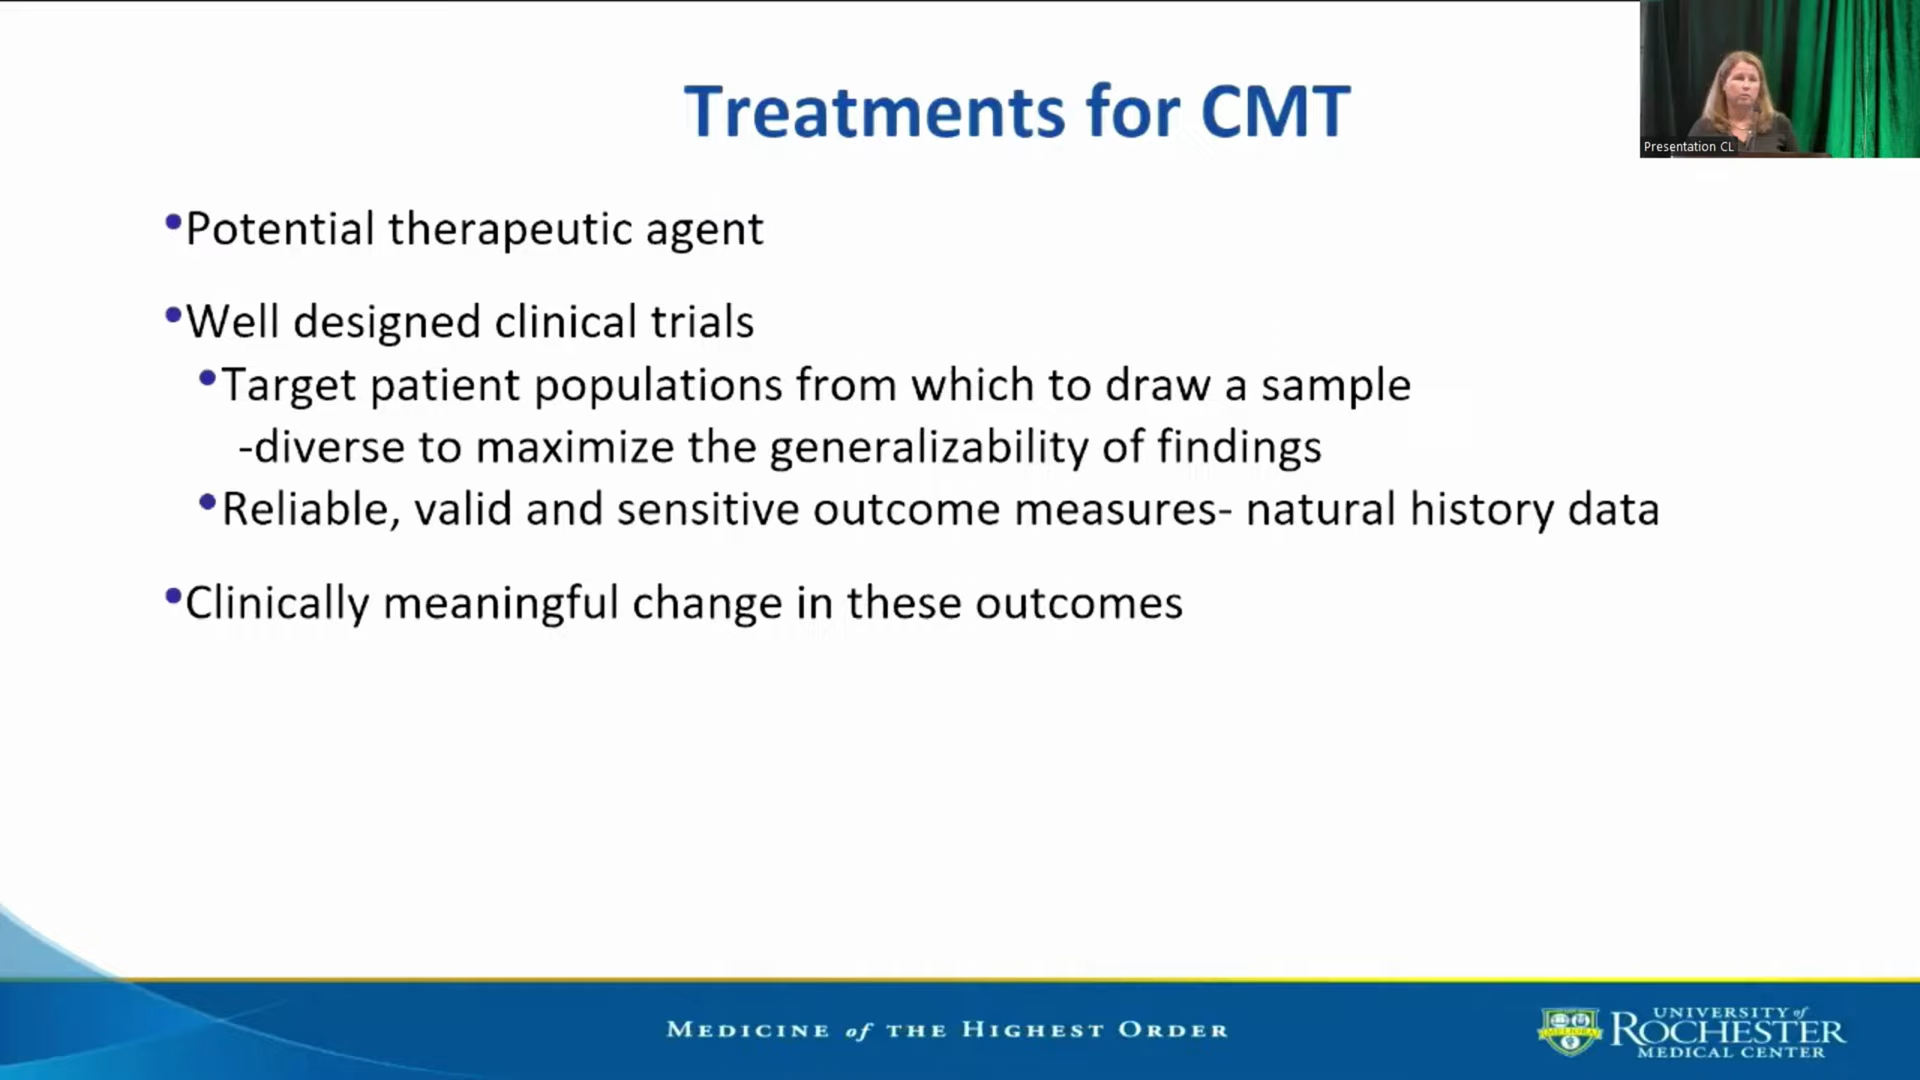 Treatments for CMT
Presentation CL
•Potential therapeutic agent
•Well designed clinical trials
•Target patient populations from which to draw a sample
-diverse to maximize the generalizability of findings
•Reliable, valid and sensitive outcome measures- natural history data
•Clinically meaningful change in these outcomes
MEDICINE of THE HIGHEST ORDER
UNIVERSITY of
ROCHESTER
MEDICAL CENTER